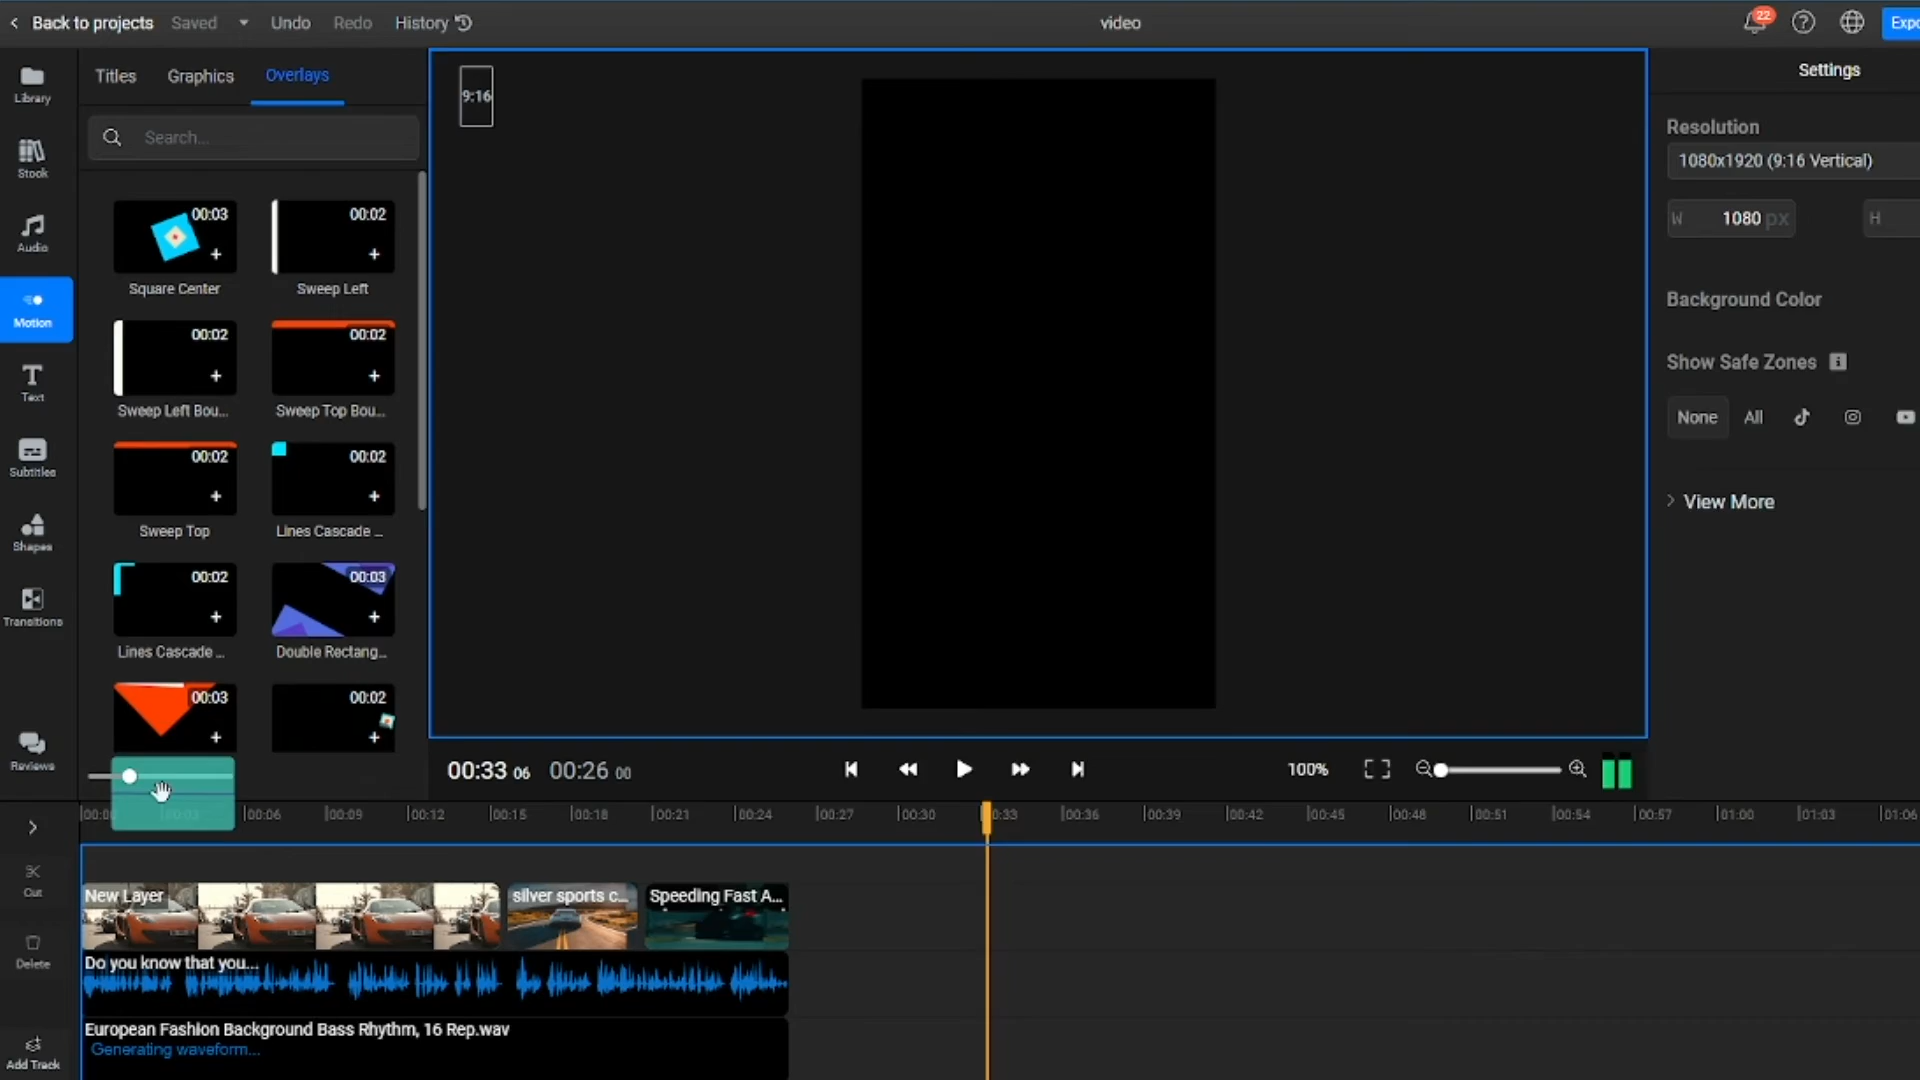 Back to projects Saved Undo Redo History video 22
Titles Graphics Overlays
Search...
Library
Stock
Audio
Motion
Text
Subtitles
Shapes
Transitions
Reviews
00:03 00:02
Square Center Sweep Left
00:02 00:02
Sweep Left Bou... Sweep Top Bou...
00:02 00:02
Sweep Top Lines Cascade ...
00:02 00:03
Lines Cascade ... Double Rectang...
00:03 00:02
9:16
Settings
Resolution
1080x1920 (9:16 Vertical)
W 1080 px H
Background Color
Show Safe Zones
None All
View More
00:33 06 00:26 00 100%
00:06 00:09 00:12 00:15 00:18 00:21 00:24 00:27 00:30 00:33 00:36 00:39 00:42 00:45 00:48 00:51 00:54 00:57 01:00 01:03 01:06
Cut
Delete
Add Track
New Layer silver sports c... Speeding Fast A...
Do you know that you...
European Fashion Background Bass Rhythm, 16 Rep.wav
Generating waveform...